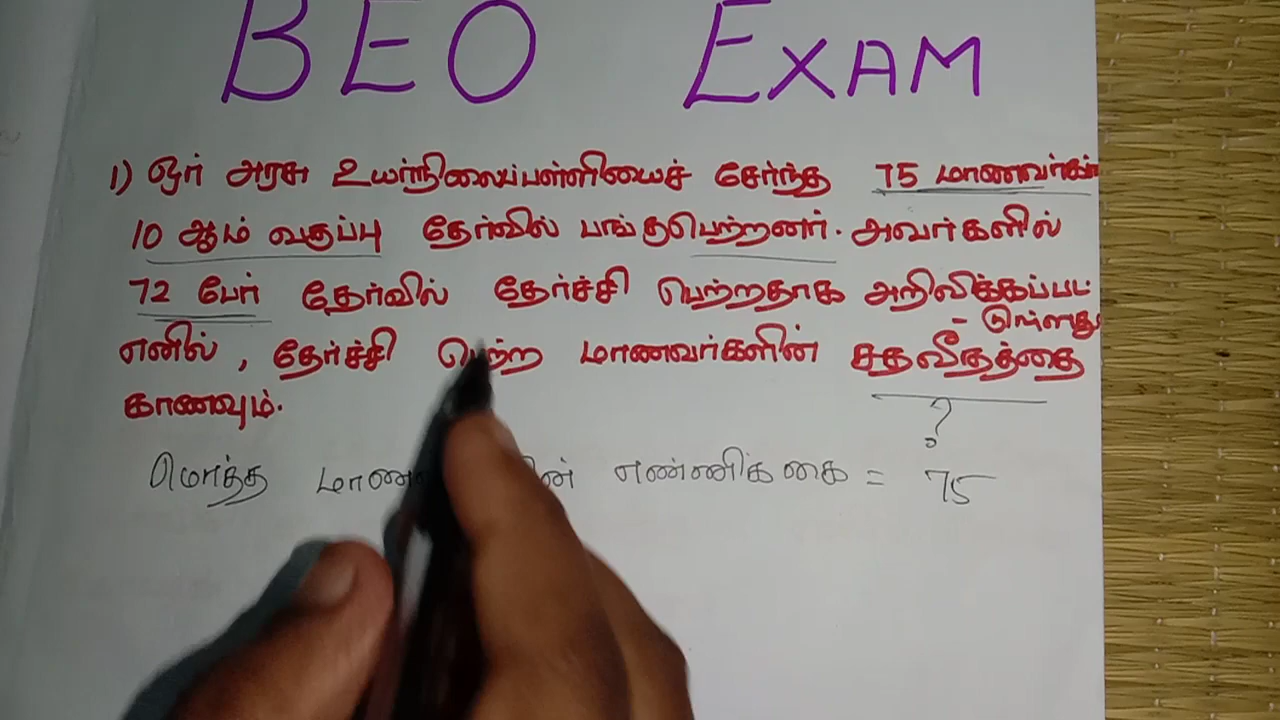 BEO EXAM
1) ஓர் அரசு உயர்நிலைப்பள்ளியைச் சேர்ந்த 75 மாணவர்கள்
10 ஆம் வகுப்பு தேர்வில் பங்குபெற்றனர். அவர்களில்
72 பேர் தேர்வில் தேர்ச்சி பெற்றதாக அறிவிக்கப்பட
- டுள்ளது
எனில், தேர்ச்சி பெற்ற மாணவர்களின் சதவீதத்தை
காணவும்.
?
மொத்த எண்ணிக்கை = 75